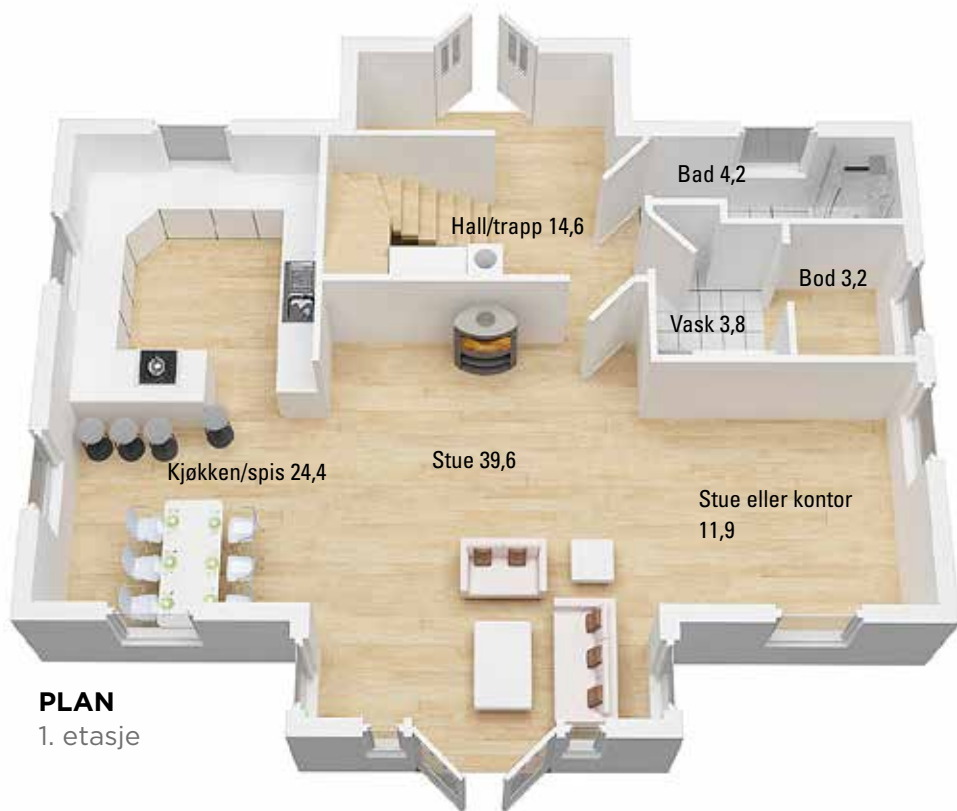 Bad 4,2
Hall/trapp 14,6
Bod 3,2
Vask 3,8
Kjøkken/spis 24,4
Stue 39,6
Stue eller kontor
11,9
PLAN
1. etasje